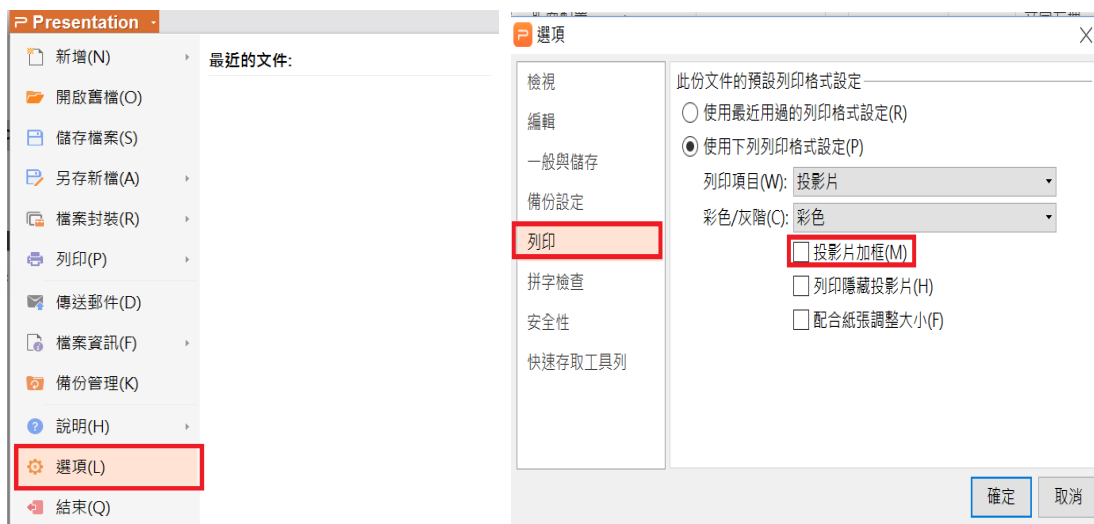 Presentation
新增(N)
開啟舊檔(O)
儲存檔案(S)
另存新檔(A)
檔案封裝(R)
列印(P)
傳送郵件(D)
檔案資訊(F)
備份管理(K)
說明(H)
選項(L)
結束(Q)
最近的文件:
選項
檢視
編輯
一般與儲存
備份設定
列印
拼字檢查
安全性
快速存取工具列
此份文件的預設列印格式設定
使用最近用過的列印格式設定(R)
使用下列列印格式設定(P)
列印項目(W): 投影片
彩色/灰階(C): 彩色
投影片加框(M)
列印隱藏投影片(H)
配合紙張調整大小(F)
確定 取消